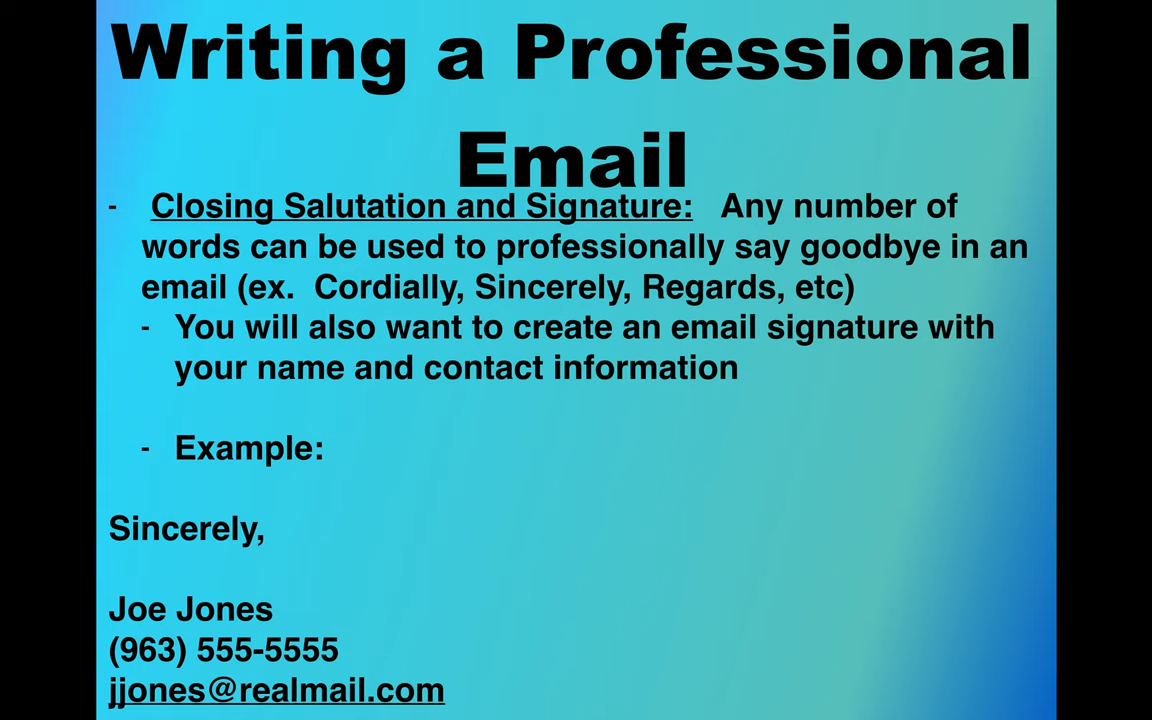 Writing a Professional
Email
- Closing Salutation and Signature: Any number of
words can be used to professionally say goodbye in an
email (ex. Cordially, Sincerely, Regards, etc)
- You will also want to create an email signature with
your name and contact information
- Example:
Sincerely,
Joe Jones
(963) 555-5555
jjones@realmail.com